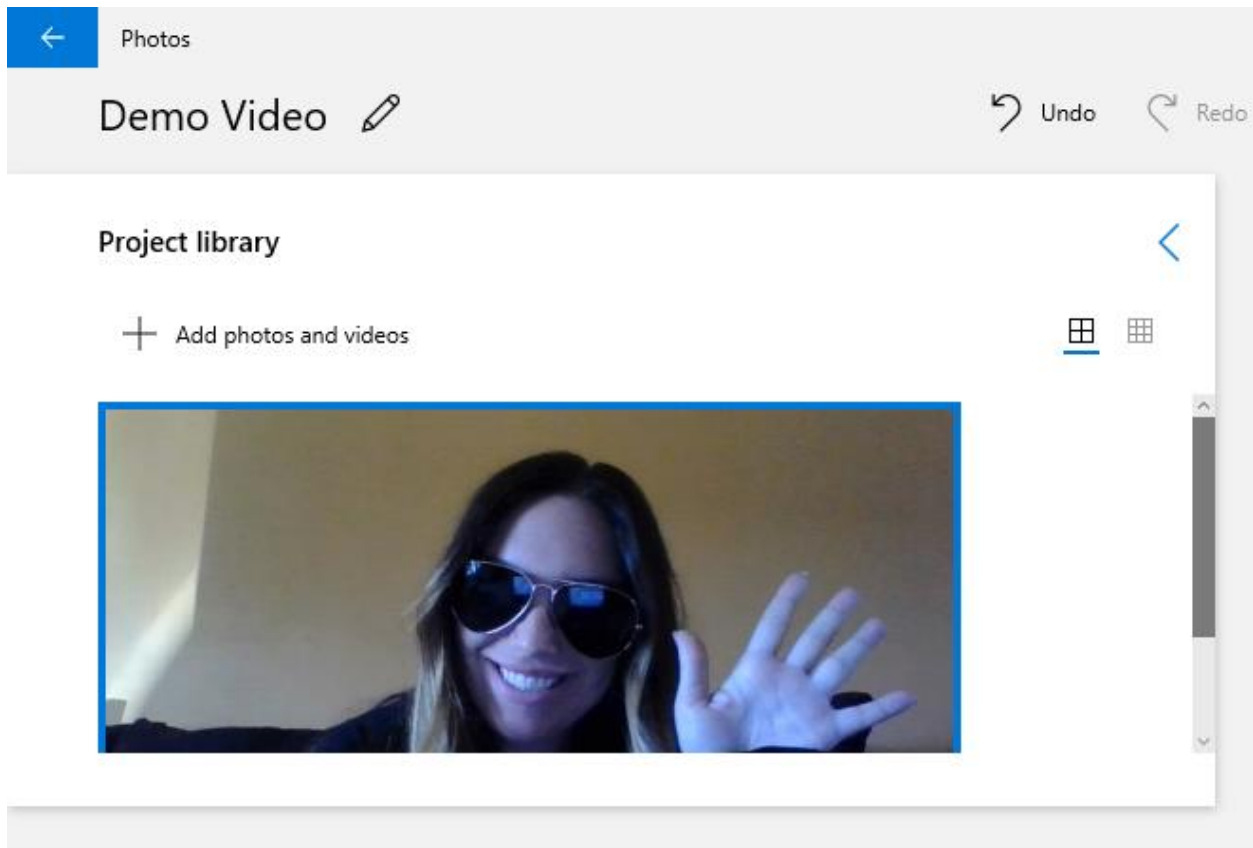 Photos
Demo Video
Undo
Redo
Project library
Add photos and videos